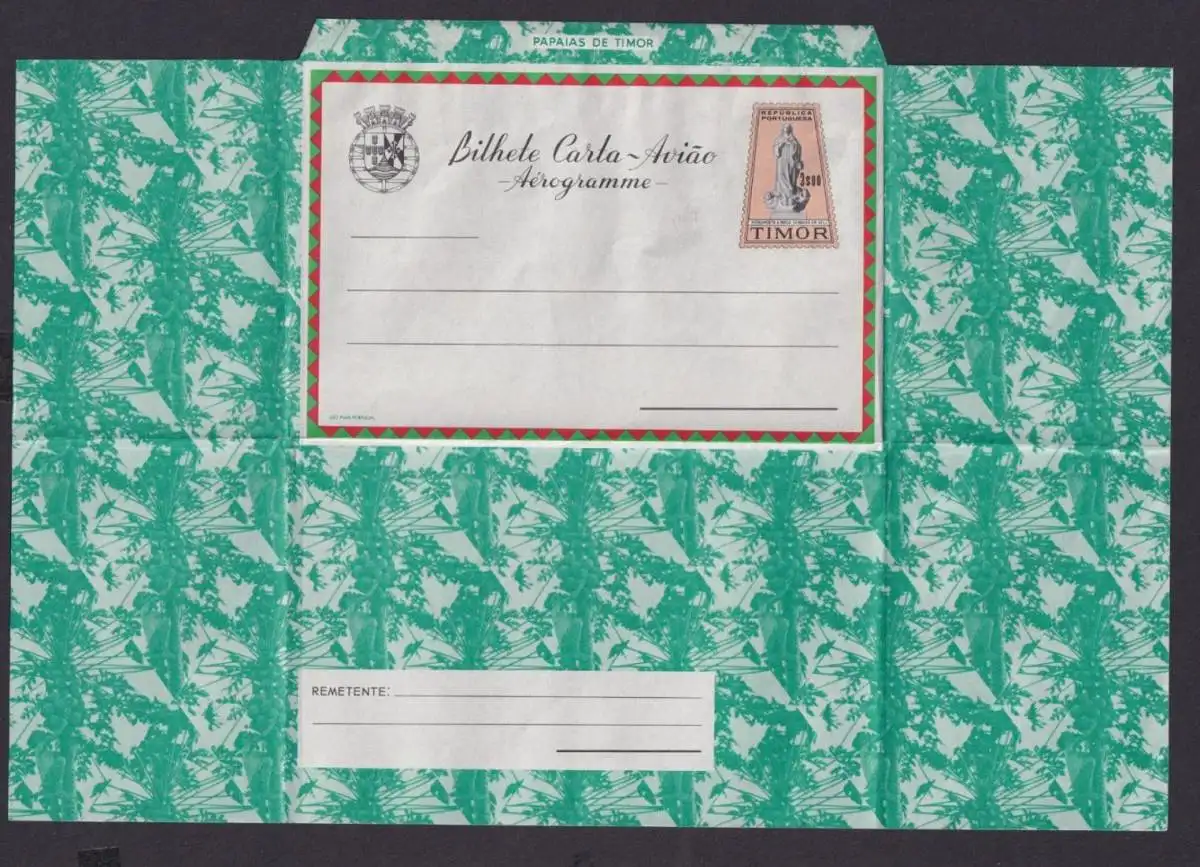 PAPAIAS DE TIMOR
REPÚBLICA
PORTUGUESA
Bilhete Carta-Avião
-Aérogramme-
3$00
TIMOR
REMETENTE: